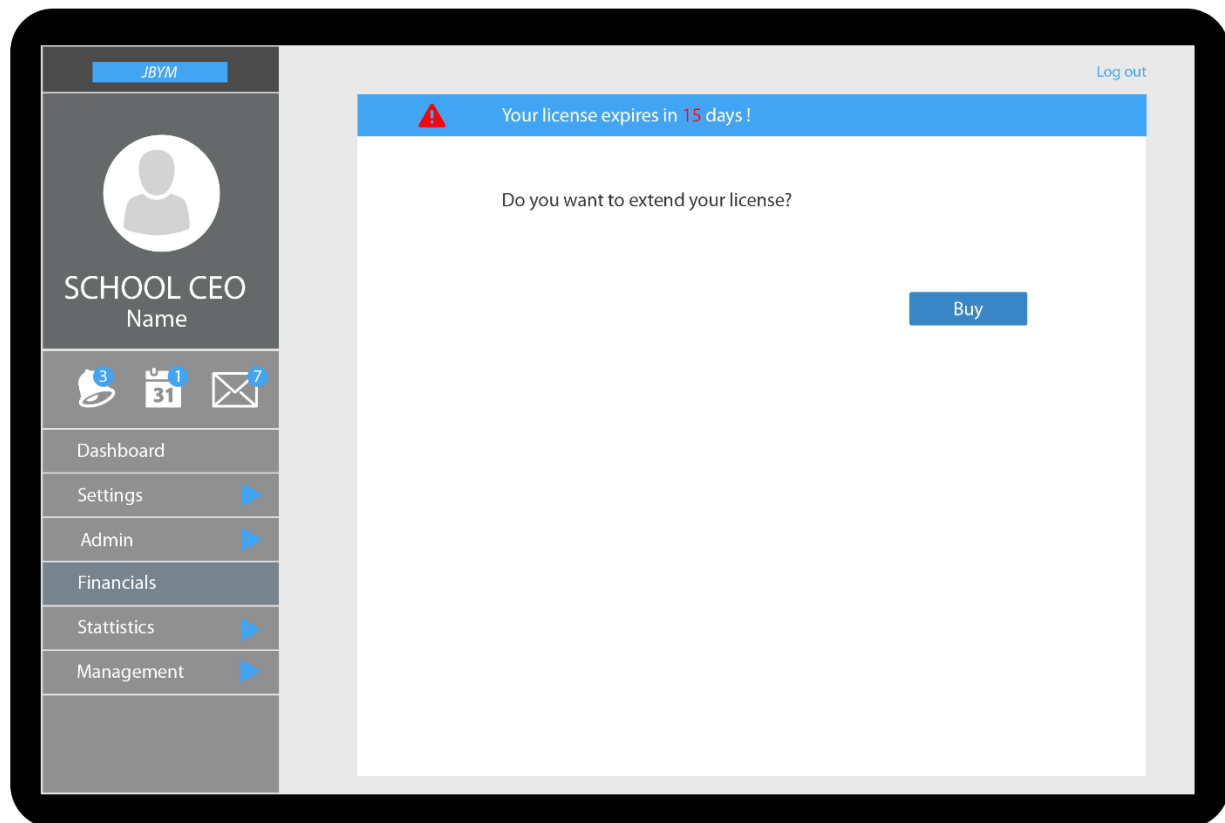 JBYM
Log out
Your license expires in 15 days !
Do you want to extend your license?
Buy
SCHOOL CEO
Name
3
1
7
31
Dashboard
Settings
Admin
Financials
Stattistics
Management